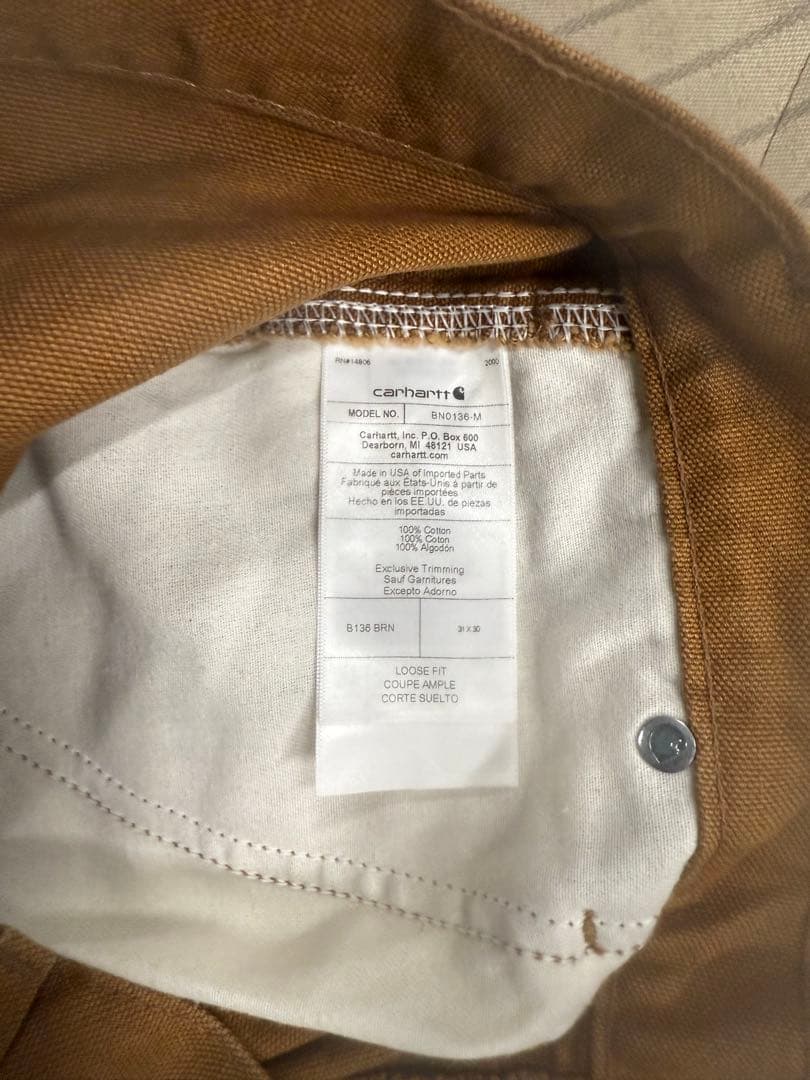 RN#14806 2000
carhartt
MODEL NO. BN0136-M
Carhartt, Inc. P.O. Box 600
Dearborn, MI 48121 USA
carhartt.com
Made in USA of Imported Parts
Fabriqué aux États-Unis à partir de
pièces importées
Hecho en los EE.UU. de piezas
importadas
100% Cotton
100% Coton
100% Algodón
Exclusive Trimming
Sauf Garnitures
Excepto Adorno
B136 BRN 31 X 30
LOOSE FIT
COUPE AMPLE
CORTE SUELTO